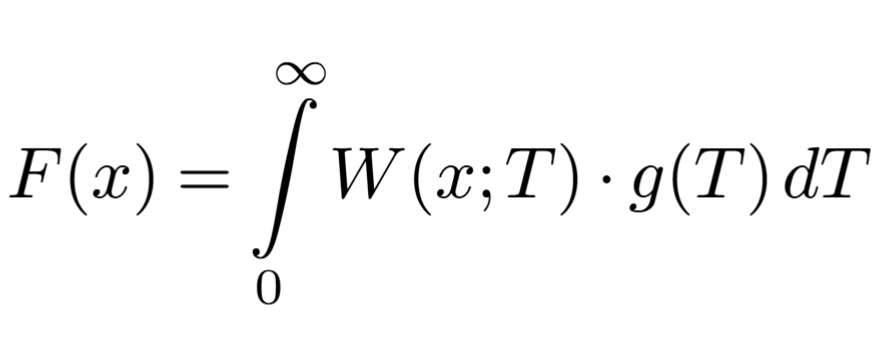 F(x) = ∫₀^∞ W(x;T) · g(T) dT